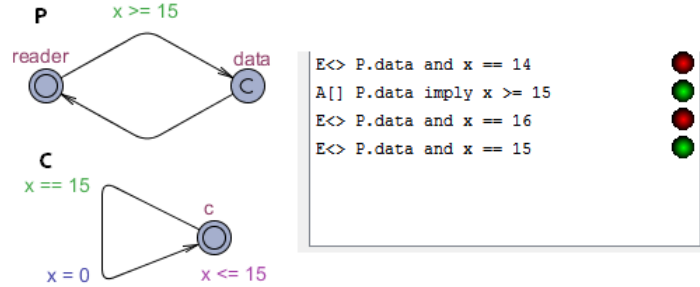 P
x >= 15
reader
data
C
C
x == 15
c
x = 0
x <= 15
E<> P.data and x == 14
A[] P.data imply x >= 15
E<> P.data and x == 16
E<> P.data and x == 15